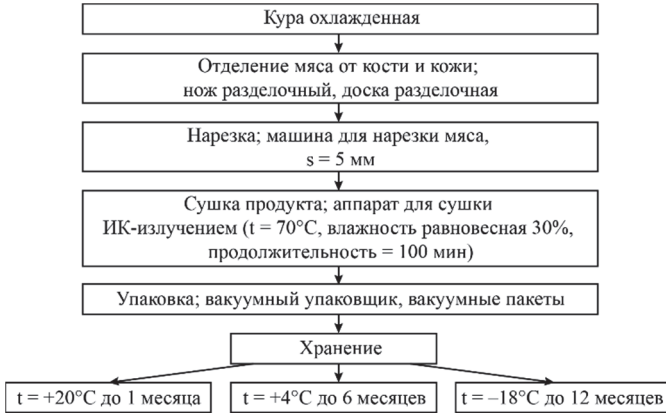 Кура охлажденная
Отделение мяса от кости и кожи;
нож разделочный, доска разделочная
Нарезка; машина для нарезки мяса,
s = 5 мм
Сушка продукта; аппарат для сушки
ИК-излучением (t = 70°C, влажность равновесная 30%,
продолжительность = 100 мин)
Упаковка; вакуумный упаковщик, вакуумные пакеты
Хранение
t = +20°C до 1 месяца
t = +4°C до 6 месяцев
t = –18°C до 12 месяцев